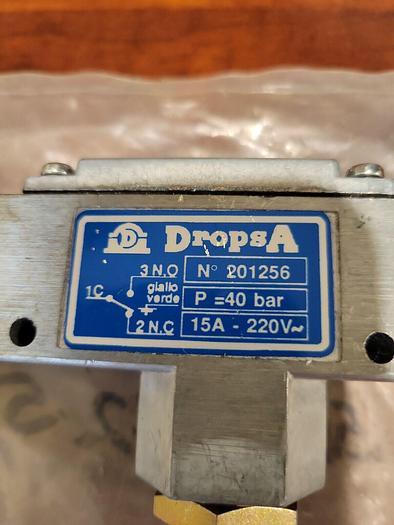 D DropsA
3 N.O N° 201256
giallo
1C verde P =40 bar
2 N.C 15A - 220V~